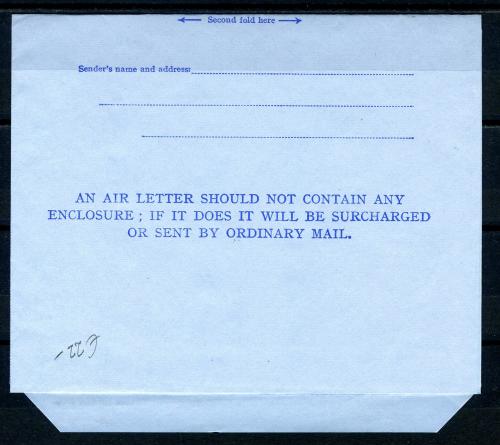 ← Second fold here →
Sender's name and address:
AN AIR LETTER SHOULD NOT CONTAIN ANY
ENCLOSURE ; IF IT DOES IT WILL BE SURCHARGED
OR SENT BY ORDINARY MAIL.
£22-